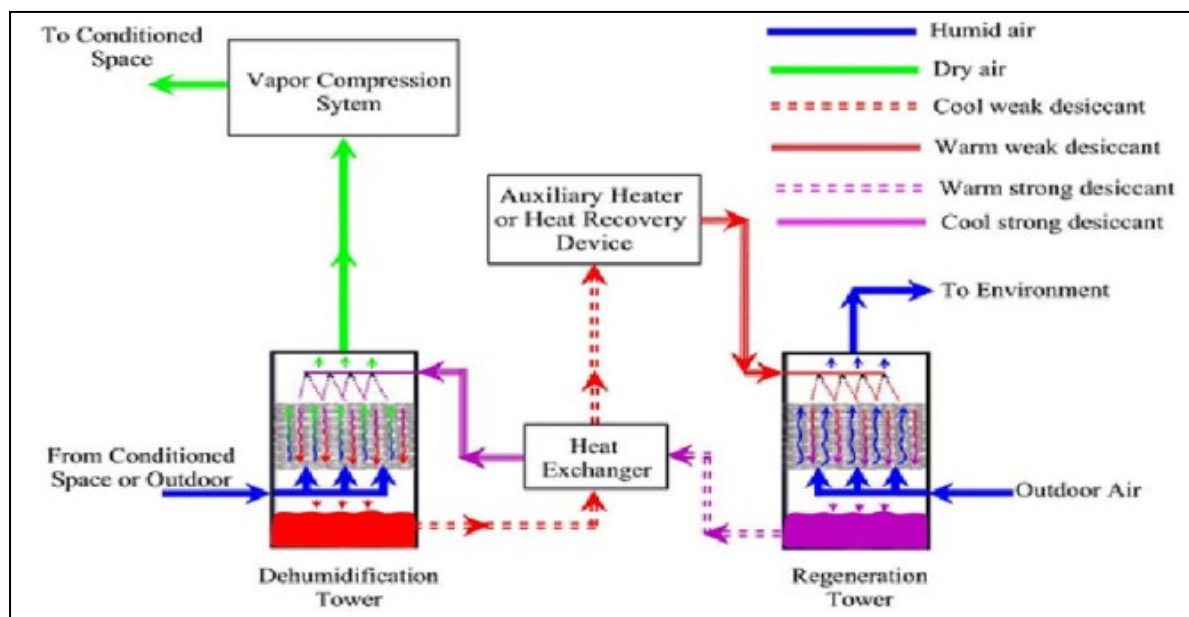 To Conditioned
Space
Vapor Compression
Sytem
Humid air
Dry air
Cool weak desiccant
Warm weak desiccant
Warm strong desiccant
Cool strong desiccant
Auxiliary Heater
or Heat Recovery
Device
To Environment
From Conditioned
Space or Outdoor
Heat
Exchanger
Outdoor Air
Dehumidification
Tower
Regeneration
Tower